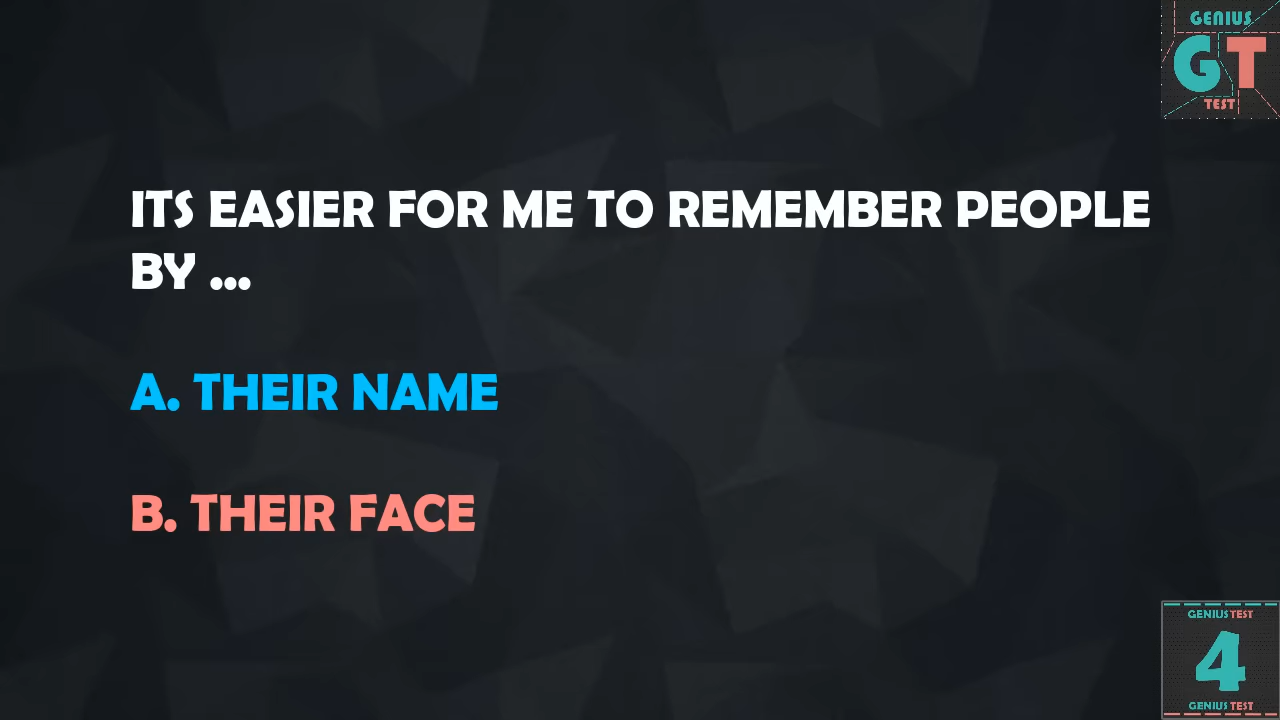 GENIUS
GT
TEST
ITS EASIER FOR ME TO REMEMBER PEOPLE
BY ...
A. THEIR NAME
B. THEIR FACE
GENIUS TEST
4
GENIUS TEST